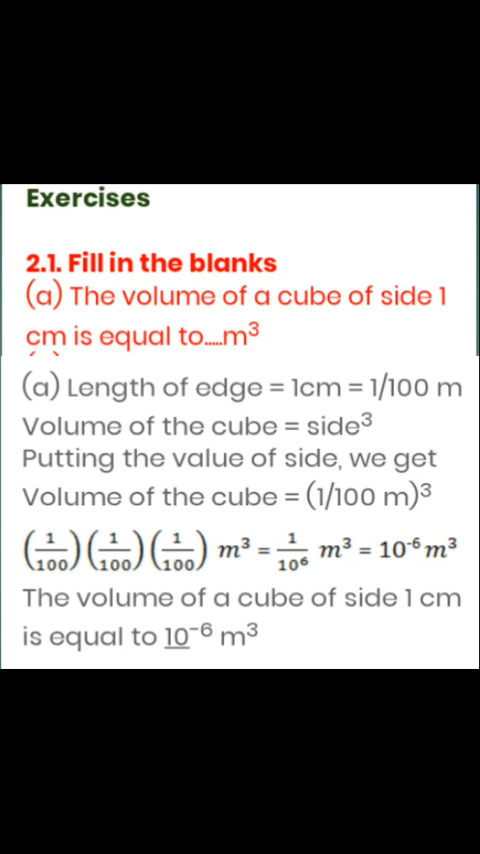 Exercises
2.1. Fill in the blanks
(a) The volume of a cube of side 1
cm is equal to.....m³
(a) Length of edge = 1cm = 1/100 m
Volume of the cube = side³
Putting the value of side, we get
Volume of the cube = (1/100 m)³
(1/100)(1/100)(1/100) m³ = 1/10⁶ m³ = 10⁻⁶ m³
The volume of a cube of side 1 cm
is equal to 10⁻⁶ m³